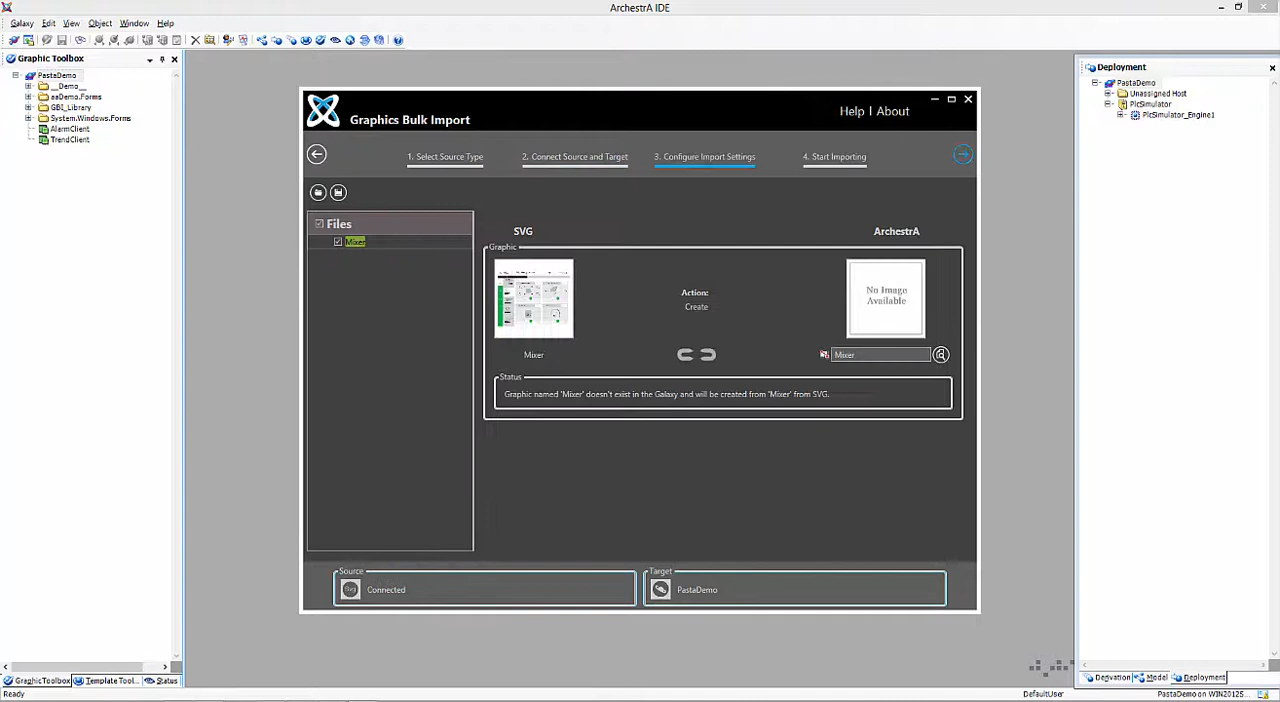 ArchestrA IDE
Galaxy Edit View Object Window Help
Graphic Toolbox
PastaDemo
__Demo__
aaDemo.Forms
GBI_Library
System.Windows.Forms
AlarmClient
TrendClient
Graphics Bulk Import
Help | About
1. Select Source Type
2. Connect Source and Target
3. Configure Import Settings
4. Start Importing
Files
Mixer
SVG
ArchestrA
Graphic
No Image
Available
Action:
Create
Mixer
Mixer
Status
Graphic named 'Mixer' doesn't exist in the Galaxy and will be created from 'Mixer' from SVG.
Source
Connected
Target
PastaDemo
Deployment
PastaDemo
Unassigned Host
PlcSimulator
PlcSimulator_Engine1
Graphic Toolbox Template Tool... Status
Derivation Model Deployment
Ready
DefaultUser
PastaDemo on WIN2012S...